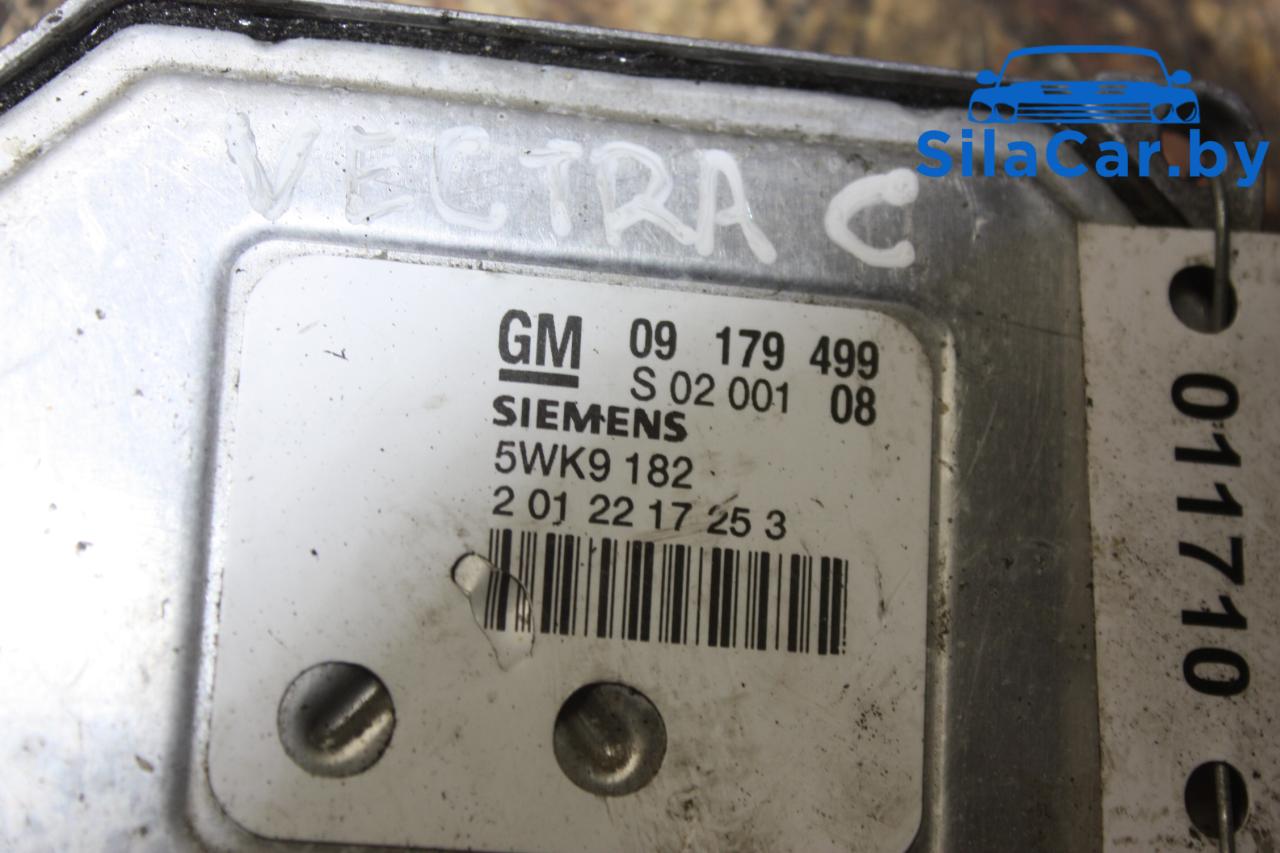 SilaCar.by
VECTRA C
GM 09 179 499
S 02 001 08
SIEMENS
5WK9 182
2 01 22 17 25 3
011710